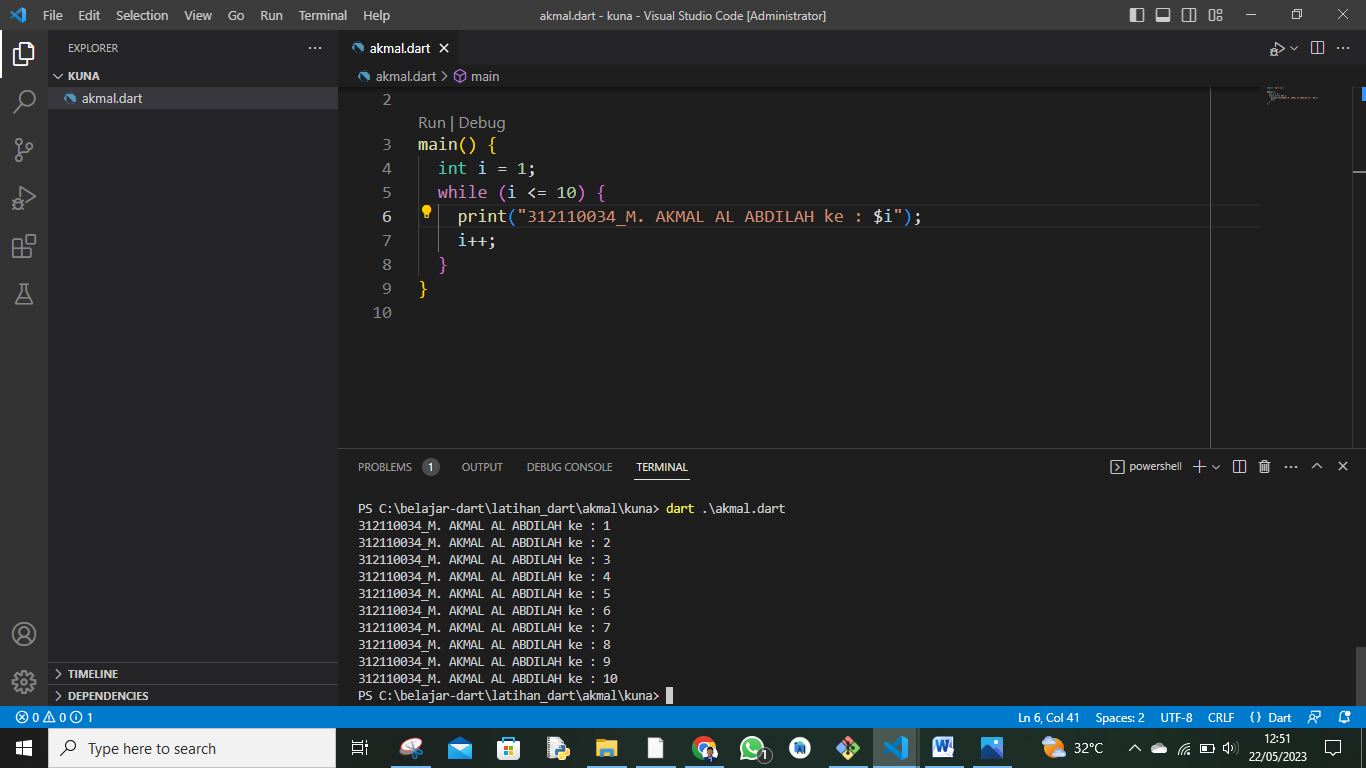 File Edit Selection View Go Run Terminal Help
akmal.dart - kuna - Visual Studio Code [Administrator]
EXPLORER
KUNA
akmal.dart
TIMELINE
DEPENDENCIES
akmal.dart
akmal.dart > main
2
Run | Debug
3 main() {
4 int i = 1;
5 while (i <= 10) {
6 print("312110034_M. AKMAL AL ABDILAH ke : $i");
7 i++;
8 }
9 }
10
PROBLEMS 1 OUTPUT DEBUG CONSOLE TERMINAL
powershell
PS C:\belajar-dart\latihan_dart\akmal\kuna> dart .\akmal.dart
312110034_M. AKMAL AL ABDILAH ke : 1
312110034_M. AKMAL AL ABDILAH ke : 2
312110034_M. AKMAL AL ABDILAH ke : 3
312110034_M. AKMAL AL ABDILAH ke : 4
312110034_M. AKMAL AL ABDILAH ke : 5
312110034_M. AKMAL AL ABDILAH ke : 6
312110034_M. AKMAL AL ABDILAH ke : 7
312110034_M. AKMAL AL ABDILAH ke : 8
312110034_M. AKMAL AL ABDILAH ke : 9
312110034_M. AKMAL AL ABDILAH ke : 10
PS C:\belajar-dart\latihan_dart\akmal\kuna>
0 0 1
Ln 6, Col 41 Spaces: 2 UTF-8 CRLF {} Dart
Type here to search
1
32°C
12:51
22/05/2023